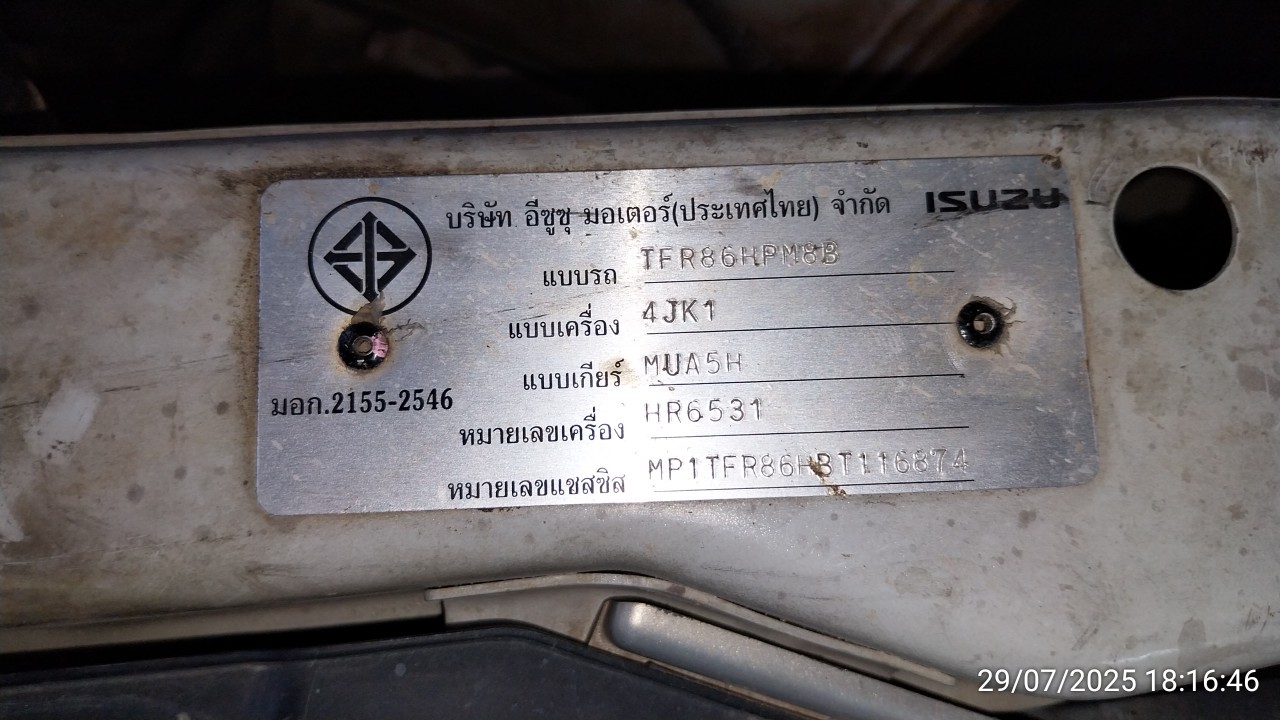 บริษัท อีซูซุ มอเตอร์(ประเทศไทย) จำกัด ISUZU
แบบรถ TFR86HPM8B
แบบเครื่อง 4JK1
แบบเกียร์ MUA5H
มอก.2155-2546
หมายเลขเครื่อง HR6531
หมายเลขแชสซิส MP1TFR86HBT116874
29/07/2025 18:16:46